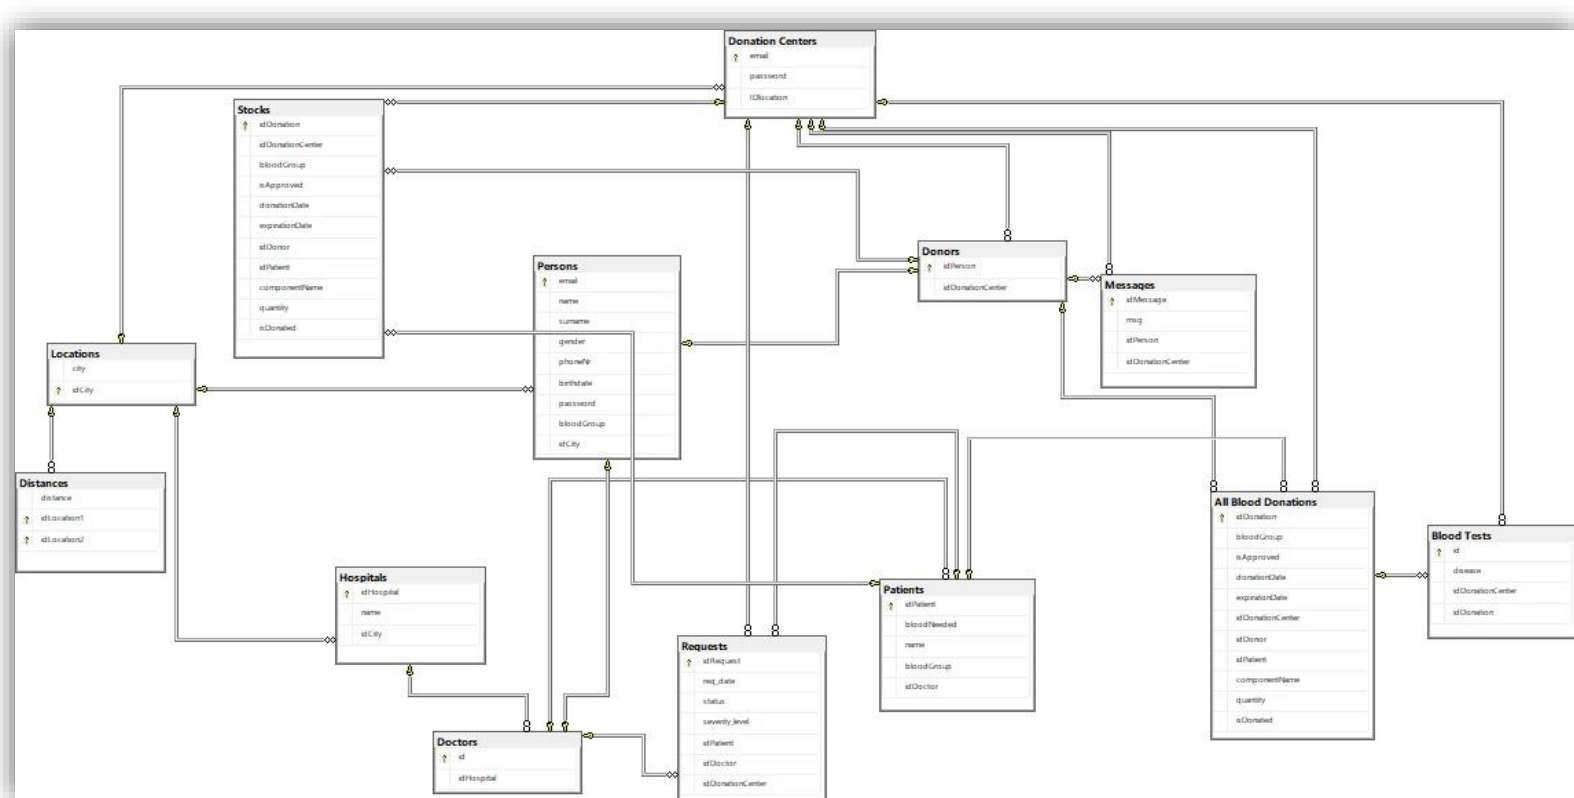 Donation Centers
email
password
IDlocation
Stocks
idDonation
idDonationCenter
bloodGroup
isApproved
donationDate
expirationDate
idDonor
idPatient
componentName
quantity
isDonated
Donors
idPerson
idDonationCenter
Persons
email
name
surname
gender
phoneNr
birthdate
password
bloodGroup
idCity
Messages
idMessage
msg
idPerson
idDonationCenter
Locations
city
idCity
Distances
distance
idLocation1
idLocation2
All Blood Donations
idDonation
bloodGroup
isApproved
donationDate
expirationDate
idDonationCenter
idDonor
idPatient
componentName
quantity
isDonated
Blood Tests
id
disease
idDonationCenter
idDonation
Hospitals
idHospital
name
idCity
Patients
idPatient
bloodNeeded
name
bloodGroup
idDoctor
Requests
idRequest
req_date
status
severity_level
idPatient
idDoctor
idDonationCenter
Doctors
id
idHospital